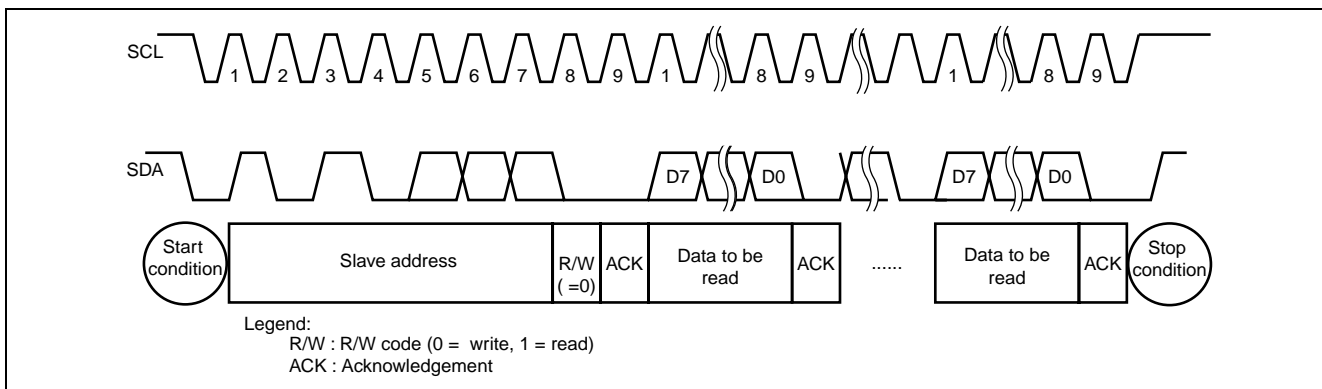 SCL
1 2 3 4 5 6 7 8 9 1 8 9 1 8 9
SDA
D7 D0 D7 D0
Start condition
Slave address
R/W ( =0)
ACK
Data to be read
ACK
......
Data to be read
ACK
Stop condition
Legend:
R/W : R/W code (0 = write, 1 = read)
ACK : Acknowledgement